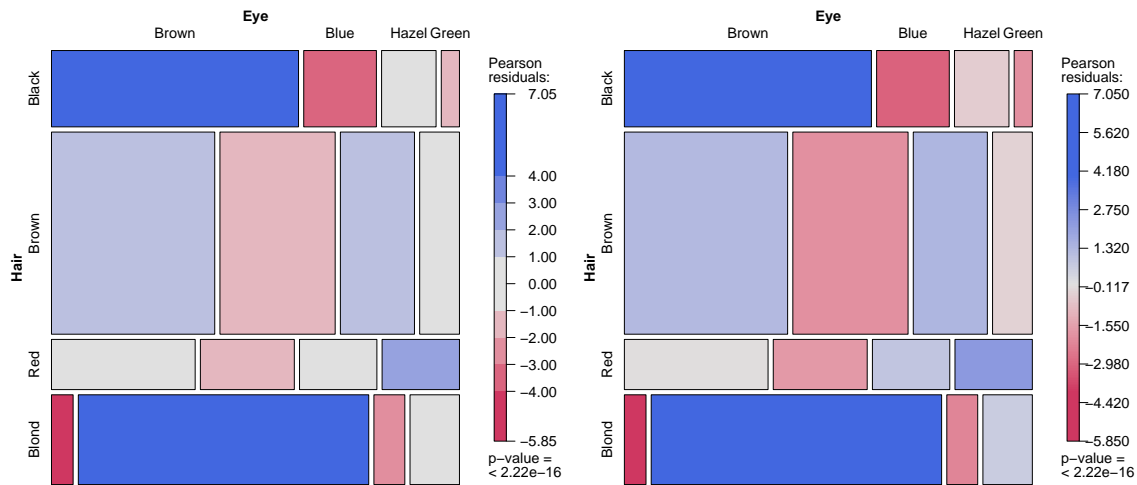 Eye
Brown Blue Hazel Green
Hair
Black
Brown
Red
Blond
Pearson
residuals:
7.05
4.00
3.00
2.00
1.00
0.00
−1.00
−2.00
−3.00
−4.00
−5.85
p−value =
< 2.22e−16
Eye
Brown Blue Hazel Green
Hair
Black
Brown
Red
Blond
Pearson
residuals:
7.050
5.620
4.180
2.750
1.320
−0.117
−1.550
−2.980
−4.420
−5.850
p−value =
< 2.22e−16